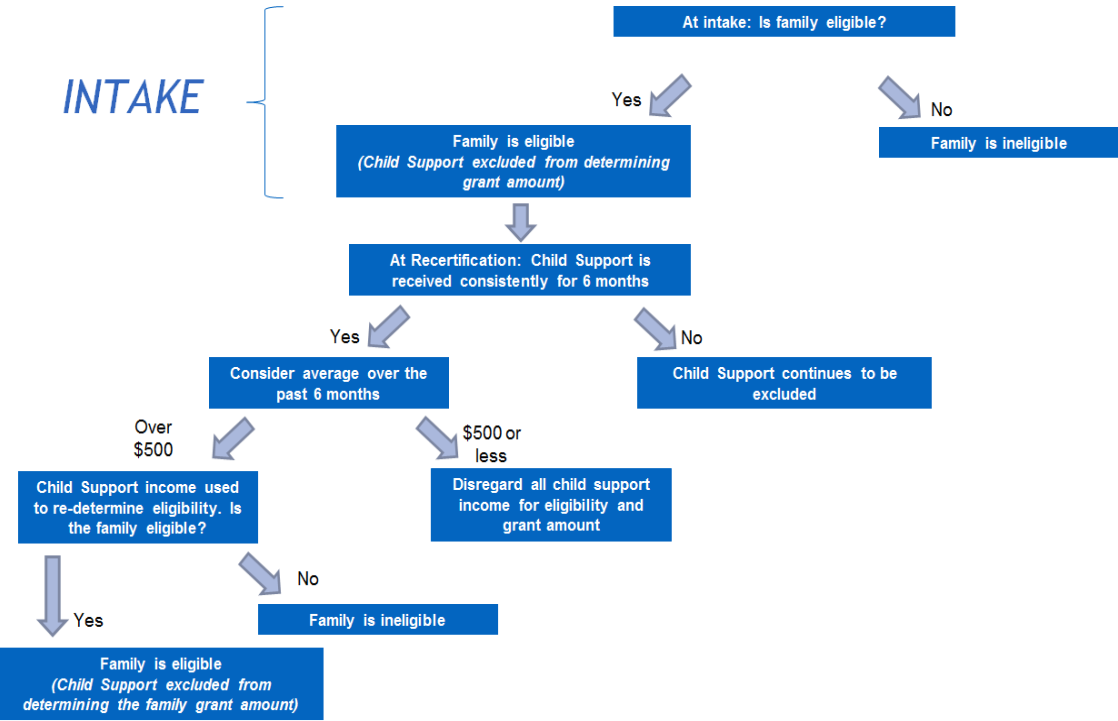 At intake: Is family eligible?
INTAKE
Yes
No
Family is eligible
(Child Support excluded from determining
grant amount)
Family is ineligible
At Recertification: Child Support is
received consistently for 6 months
Yes
No
Consider average over the
past 6 months
Child Support continues to be
excluded
Over
$500
$500 or
less
Child Support income used
to re-determine eligibility. Is
the family eligible?
Disregard all child support
income for eligibility and
grant amount
No
Yes
Family is ineligible
Family is eligible
(Child Support excluded from
determining the family grant amount)